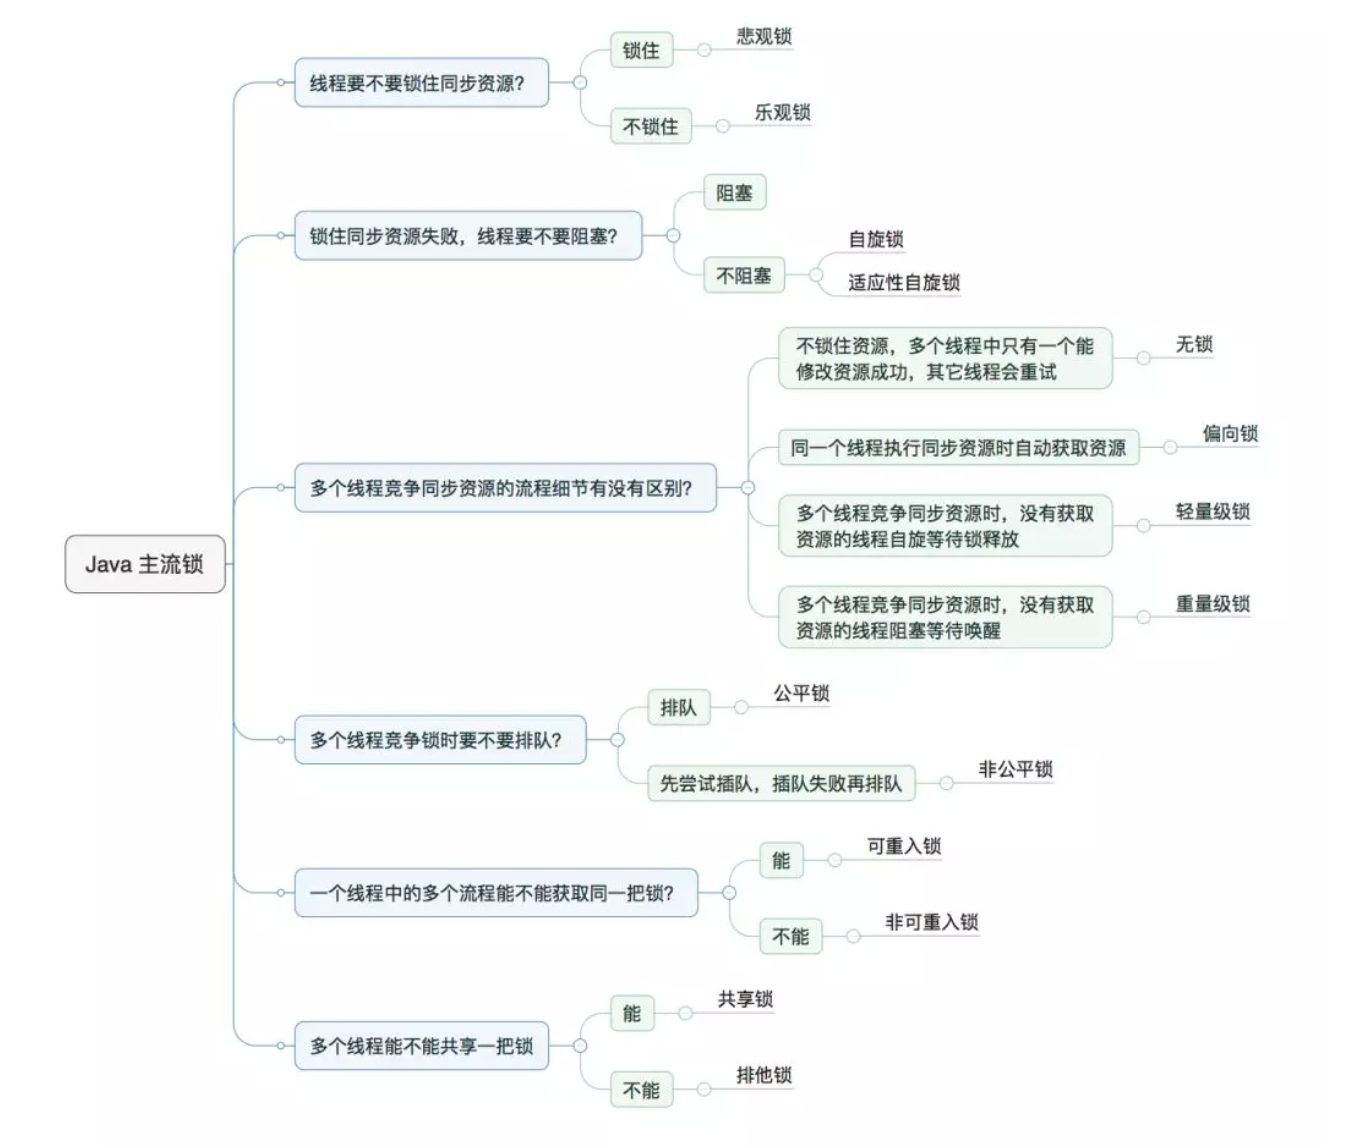 Java 主流锁
线程要不要锁住同步资源？
锁住
悲观锁
不锁住
乐观锁
锁住同步资源失败，线程要不要阻塞？
阻塞
不阻塞
自旋锁
适应性自旋锁
多个线程竞争同步资源的流程细节有没有区别？
不锁住资源，多个线程中只有一个能
修改资源成功，其它线程会重试
无锁
同一个线程执行同步资源时自动获取资源
偏向锁
多个线程竞争同步资源时，没有获取
资源的线程自旋等待锁释放
轻量级锁
多个线程竞争同步资源时，没有获取
资源的线程阻塞等待唤醒
重量级锁
多个线程竞争锁时要不要排队？
排队
公平锁
先尝试插队，插队失败再排队
非公平锁
一个线程中的多个流程能不能获取同一把锁？
能
可重入锁
不能
非可重入锁
多个线程能不能共享一把锁
能
共享锁
不能
排他锁